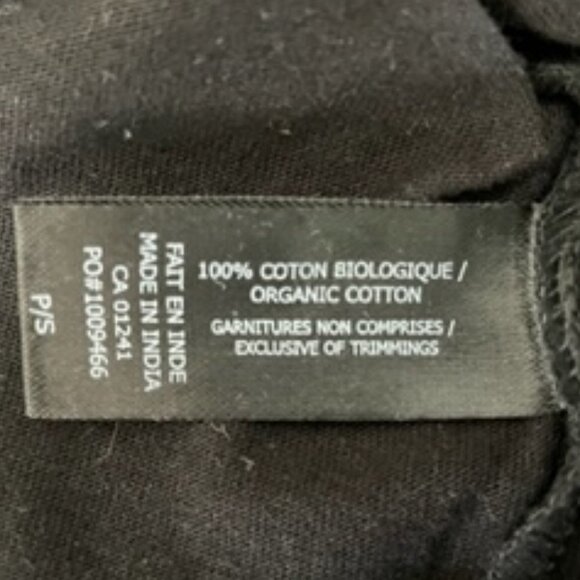 100% COTON BIOLOGIQUE /
ORGANIC COTTON
GARNITURES NON COMPRISES /
EXCLUSIVE OF TRIMMINGS
FAIT EN INDE
MADE IN INDIA
CA 01241
PO#1009466
P/S